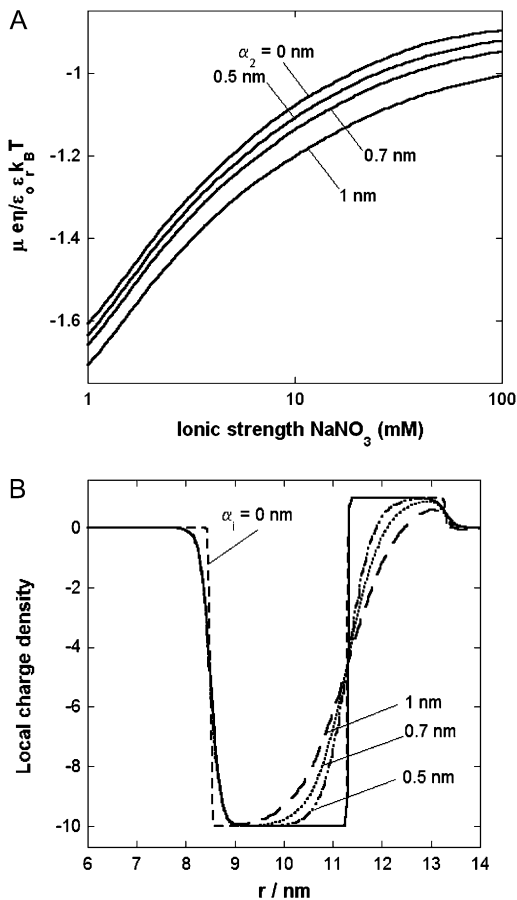 A
α₂ = 0 nm
0.5 nm
0.7 nm
1 nm
-1
-1.2
-1.4
-1.6
μ eη/ε₀ εᵣk_BT
1 10 100
Ionic strength NaNO₃ (mM)
B
αᵢ = 0 nm
1 nm
0.7 nm
0.5 nm
0
-2
-4
-6
-8
-10
Local charge density
6 7 8 9 10 11 12 13 14
r / nm